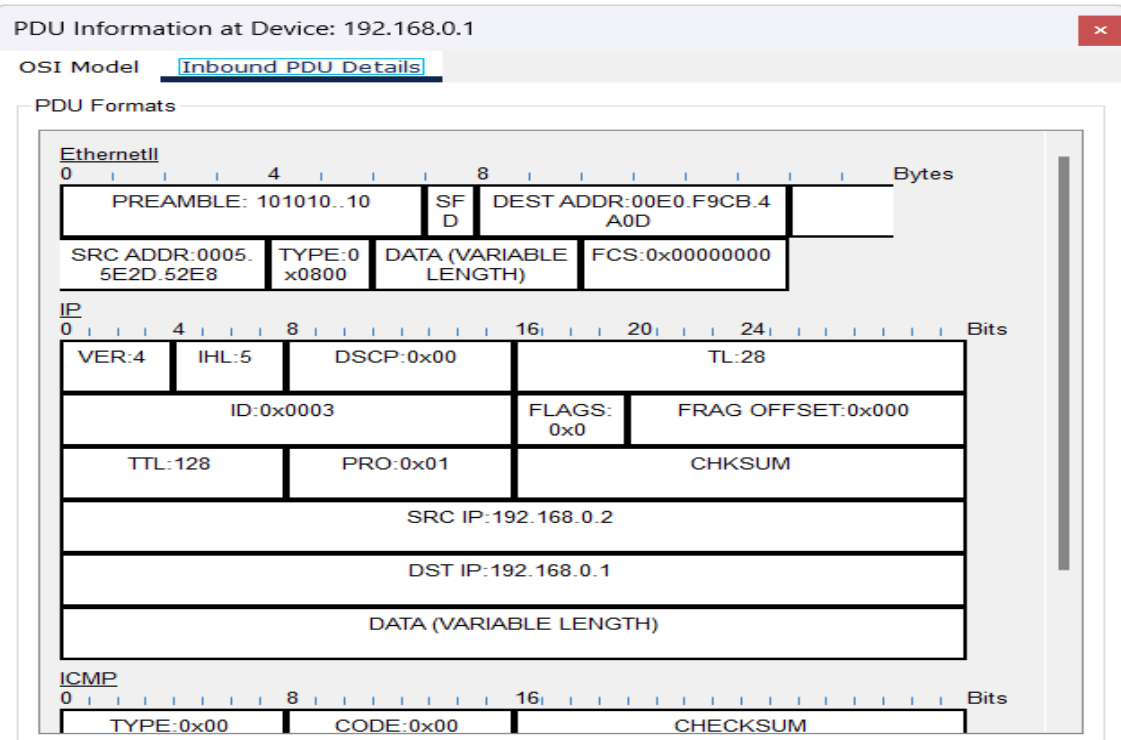 PDU Information at Device: 192.168.0.1
×
OSI Model Inbound PDU Details
PDU Formats
EthernetII
0 4 8 Bytes
PREAMBLE: 101010..10 SF DEST ADDR:00E0.F9CB.4
D A0D
SRC ADDR:0005. TYPE:0 DATA (VARIABLE FCS:0x00000000
5E2D.52E8 x0800 LENGTH)
IP
0 4 8 16 20 24 Bits
VER:4 IHL:5 DSCP:0x00 TL:28
ID:0x0003 FLAGS: FRAG OFFSET:0x000
0x0
TTL:128 PRO:0x01 CHKSUM
SRC IP:192.168.0.2
DST IP:192.168.0.1
DATA (VARIABLE LENGTH)
ICMP
0 8 16 Bits
TYPE:0x00 CODE:0x00 CHECKSUM